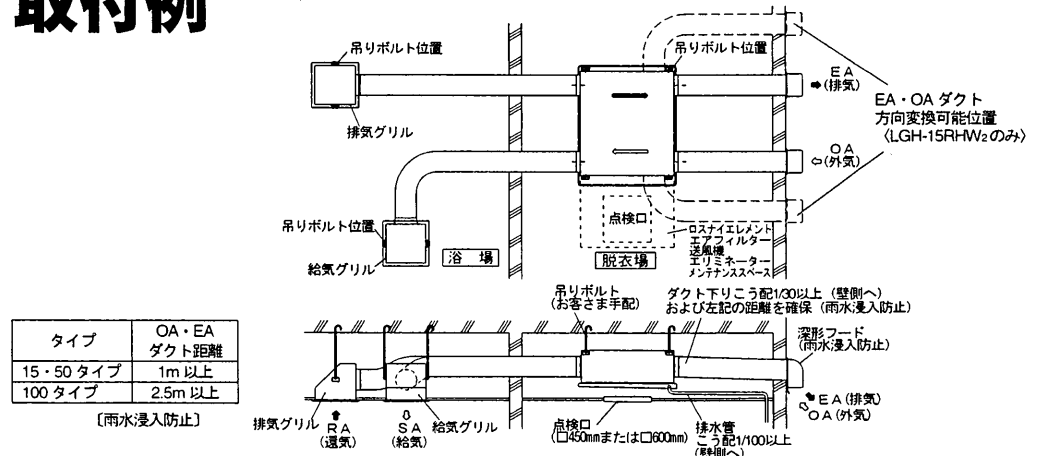 取付例
吊りボルト位置
吊りボルト位置
EA
(排気)
EA・OA ダクト
方向変換可能位置
〈LGH-15RHW₂のみ〉
排気グリル
OA
(外気)
吊りボルト位置
給気グリル
浴 場
点検口
脱衣場
ロスナイエレメント
エアフィルター
送風機
エリミネーター
メンテナンススペース
吊りボルト
(お客さま手配)
ダクト下りこう配1/30以上(壁側へ)
および左記の距離を確保(雨水浸入防止)
深形フード
(雨水浸入防止)
タイプ OA・EA ダクト距離
15・50タイプ 1m 以上
100 タイプ 2.5m 以上
〔雨水浸入防止〕
排気グリル
RA
(還気)
SA
(給気)
給気グリル
点検口
(□450mmまたは□600mm)
排水管
こう配1/100以上
(壁側へ)
EA(排気)
OA(外気)